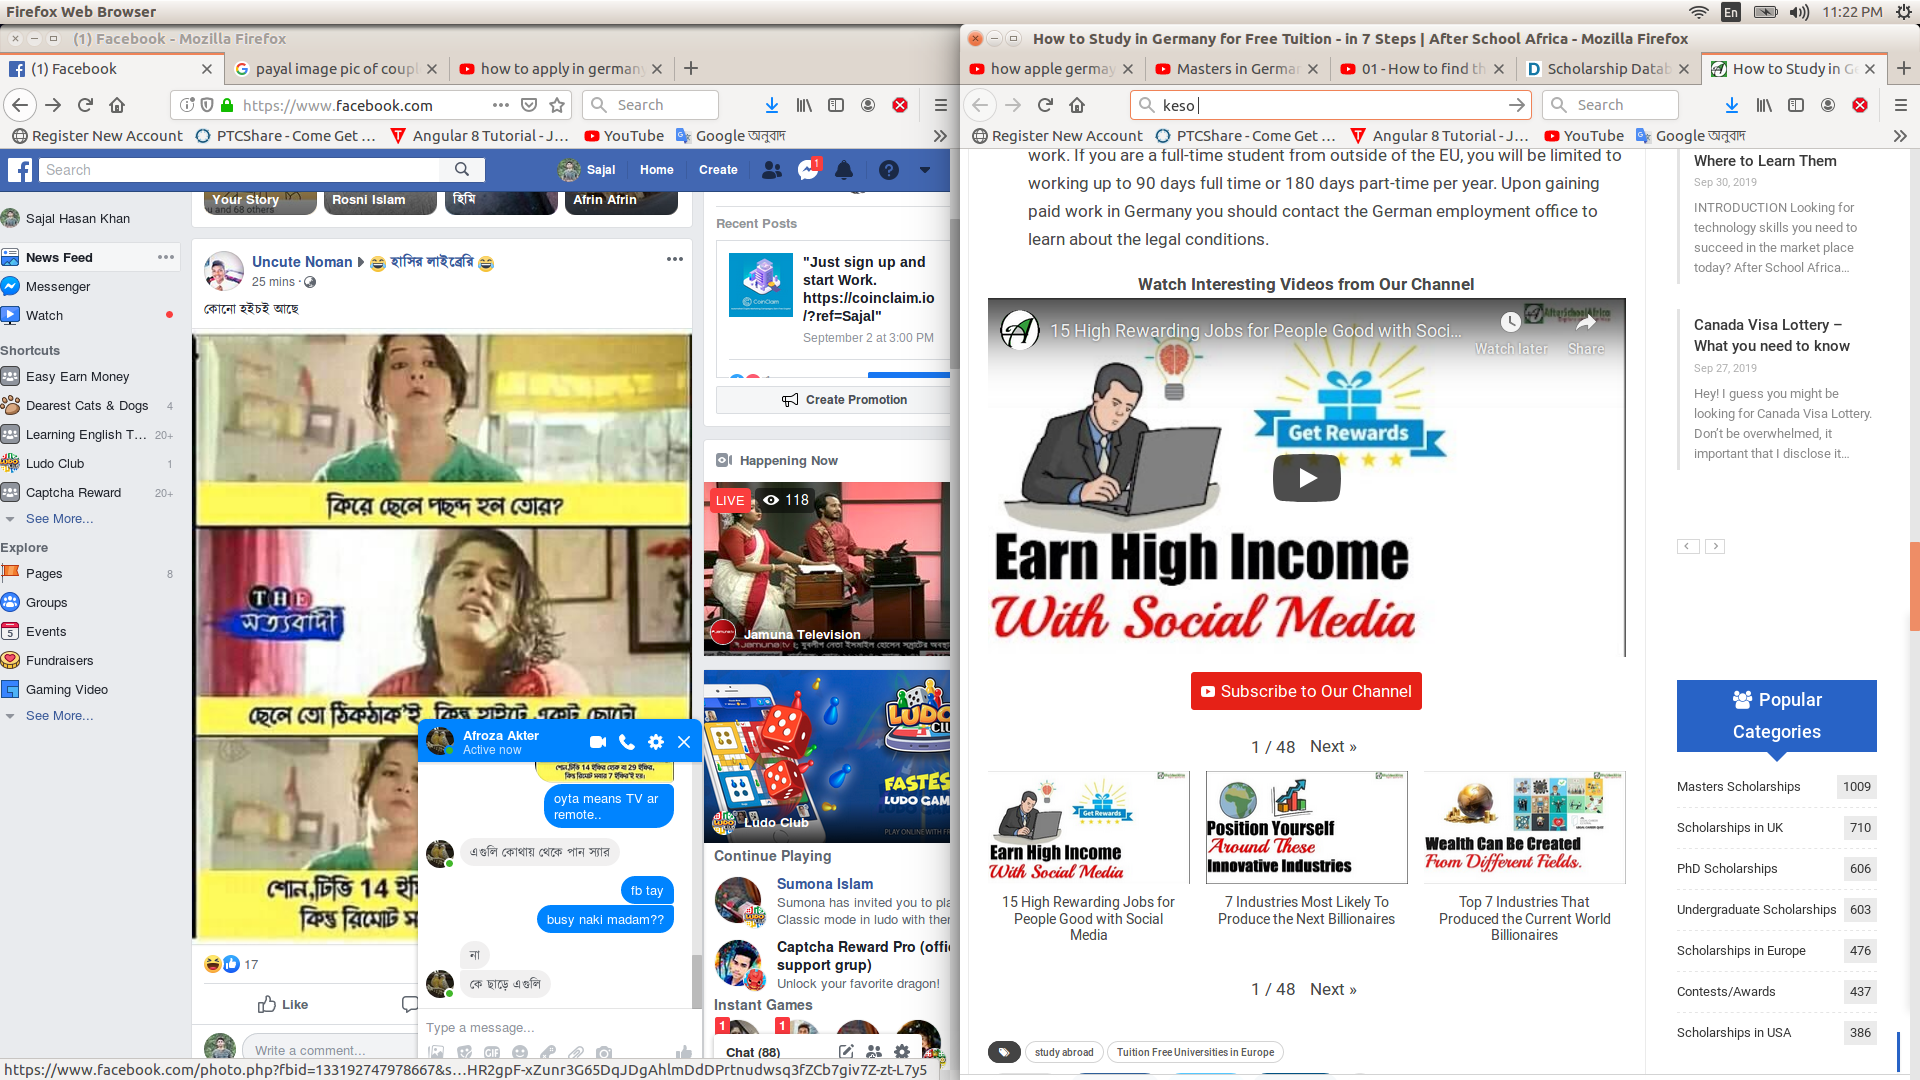 Firefox Web Browser
En
11:22 PM
(1) Facebook - Mozilla Firefox
(1) Facebook
payal image pic of coupl
how to apply in germany
https://www.facebook.com
Search
Register New Account
PTCShare - Come Get ...
Angular 8 Tutorial - J...
YouTube
Google অনুবাদ
Search
Sajal
Home
Create
1
Sajal Hasan Khan
News Feed
Messenger
Watch
Shortcuts
Easy Earn Money
Dearest Cats & Dogs 4
Learning English T... 20+
Ludo Club 1
Captcha Reward 20+
See More...
Explore
Pages 8
Groups
Events
Fundraisers
Gaming Video
See More...
Your Story
Rosni Islam
হিমি
Afrin Afrin
Uncute Noman ▸ 😂 হাসির লাইব্রেরি 😂
25 mins ·
কোনো হইচই আছে
কিরে ছেলে পছন্দ হল তোর?
THE
সত্যবাদী
ছেলে তো ঠিকঠাক'ই, কিন্তু হাইটে একটু ছোটো
17
Like
Write a comment...
Afroza Akter
Active now
শোন,টিভি 14 ইঞ্চির হোক বা 29 ইঞ্চির,
কিন্তু রিমোট সবার 7 ইঞ্চির'ই হয়।
oyta means TV ar
remote..
এগুলি কোথায় থেকে পান স্যার
fb tay
busy naki madam??
না
কে ছাড়ে এগুলি
Type a message...
Recent Posts
"Just sign up and
start Work.
https://coinclaim.io
/?ref=Sajal"
CoinClaim
September 2 at 3:00 PM
Create Promotion
Happening Now
LIVE
118
Jamuna Television
LUDO
CLU
FASTES
LUDO GAM
PLAY ONLINE WITH FR
Ludo Club
Continue Playing
Sumona Islam
Sumona has invited you to pla
Classic mode in ludo with then
Captcha Reward Pro (offic
support grup)
Unlock your favorite dragon!
Instant Games
1
1
Chat (88)
https://www.facebook.com/photo.php?fbid=133192747978667&s...HR2gpF-xZunr3G65DqJDgAhlmDdDPrtnudwsq3fZCb7giv7Z-zt-L7y5
How to Study in Germany for Free Tuition - in 7 Steps | After School Africa - Mozilla Firefox
how apple germay
Masters in German
01 - How to find th
Scholarship Datab
How to Study in Ge
keso
Search
Register New Account
PTCShare - Come Get ...
Angular 8 Tutorial - J...
YouTube
Google অনুবাদ
work. If you are a full-time student from outside of the EU, you will be limited to
working up to 90 days full time or 180 days part-time per year. Upon gaining
paid work in Germany you should contact the German employment office to
learn about the legal conditions.
Watch Interesting Videos from Our Channel
15 High Rewarding Jobs for People Good with Soci...
Watch later
Share
AfterSchoolAfrica
Get Rewards
Earn High Income
With Social Media
Subscribe to Our Channel
1 / 48 Next »
Get Rewards
Earn High Income
With Social Media
Position Yourself
Around These
Innovative Industries
Wealth Can Be Created
From Different Fields.
15 High Rewarding Jobs for
People Good with Social
Media
7 Industries Most Likely To
Produce the Next Billionaires
Top 7 Industries That
Produced the Current World
Billionaires
1 / 48 Next »
study abroad
Tuition Free Universities in Europe
Where to Learn Them
Sep 30, 2019
INTRODUCTION Looking for
technology skills you need to
succeed in the market place
today? After School Africa...
Canada Visa Lottery –
What you need to know
Sep 27, 2019
Hey! I guess you might be
looking for Canada Visa Lottery.
Don't be overwhelmed, it
important that I disclose it...
Popular
Categories
Masters Scholarships 1009
Scholarships in UK 710
PhD Scholarships 606
Undergraduate Scholarships 603
Scholarships in Europe 476
Contests/Awards 437
Scholarships in USA 386